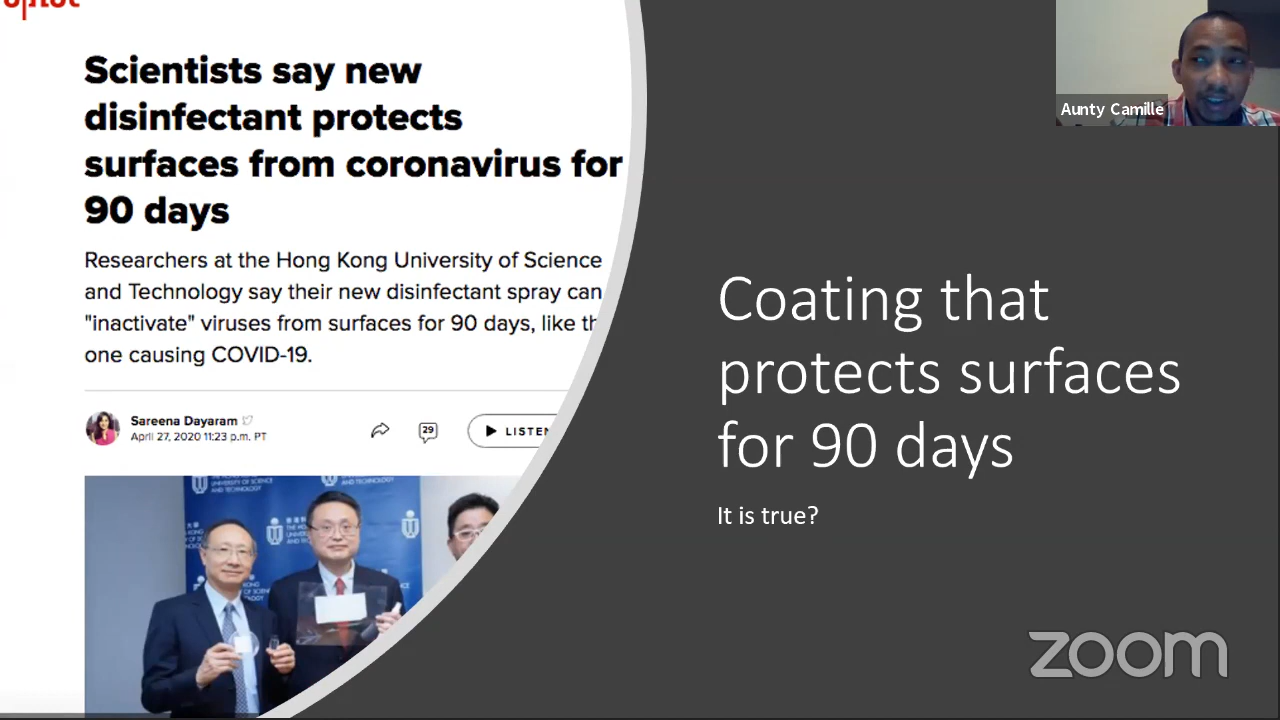 Scientists say new
disinfectant protects
surfaces from coronavirus for
90 days
Researchers at the Hong Kong University of Science
and Technology say their new disinfectant spray can
"inactivate" viruses from surfaces for 90 days, like th
one causing COVID-19.
Sareena Dayaram
April 27, 2020 11:23 p.m. PT
29
LISTEN
Aunty Camille
Coating that
protects surfaces
for 90 days
It is true?
zoom